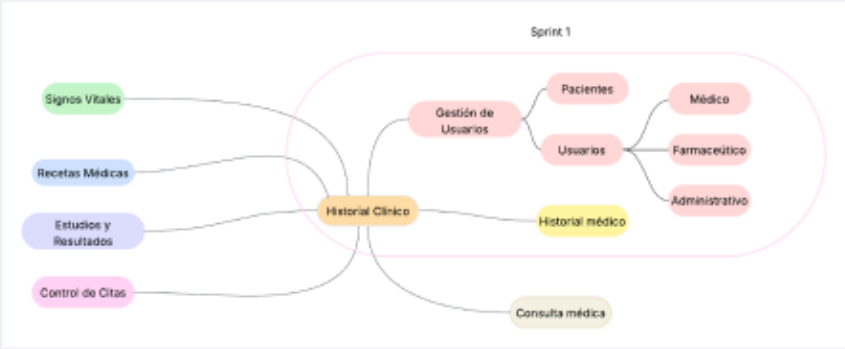 Sprint 1
Signos Vitales
Recetas Médicas
Estudios y
Resultados
Control de Citas
Historial Clínico
Gestión de
Usuarios
Pacientes
Usuarios
Médico
Farmaceútico
Administrativo
Historial médico
Consulta médica